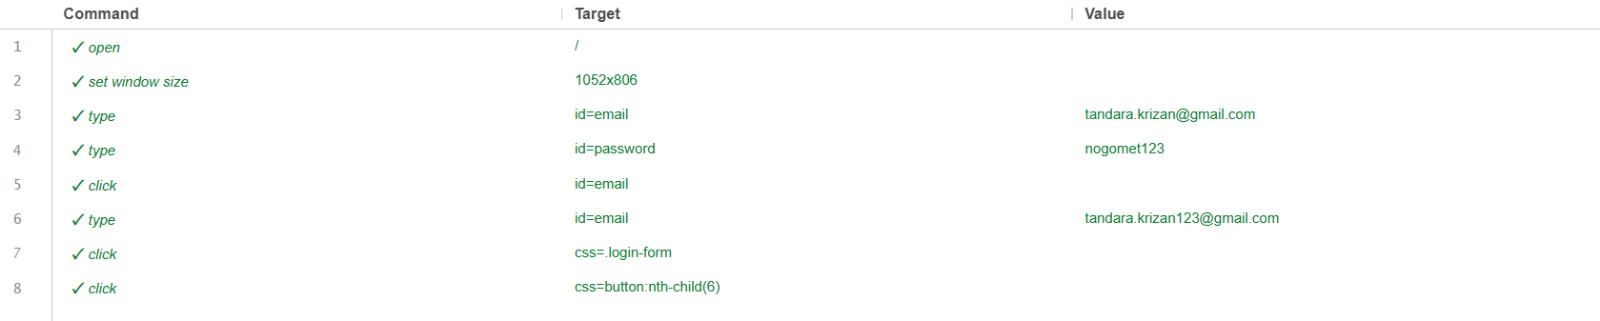 Command Target Value
1 ✓ open /
2 ✓ set window size 1052x806
3 ✓ type id=email tandara.krizan@gmail.com
4 ✓ type id=password nogomet123
5 ✓ click id=email
6 ✓ type id=email tandara.krizan123@gmail.com
7 ✓ click css=.login-form
8 ✓ click css=button:nth-child(6)